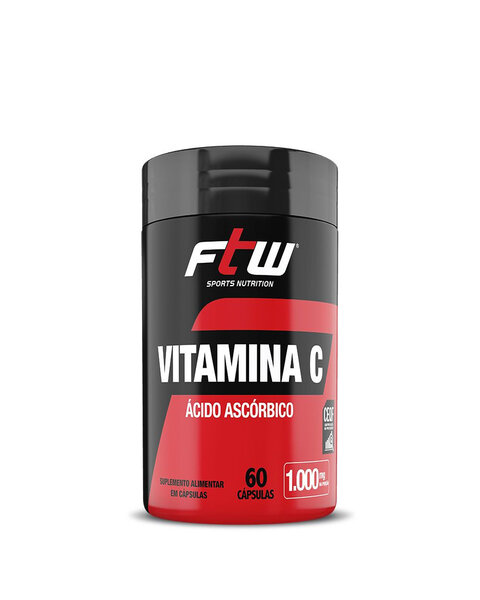 FTW®
SPORTS NUTRITION
VITAMINA C
ÁCIDO ASCÓRBICO
SUPLEMENTO ALIMENTAR
EM CÁPSULAS
60
CÁPSULAS
1.000